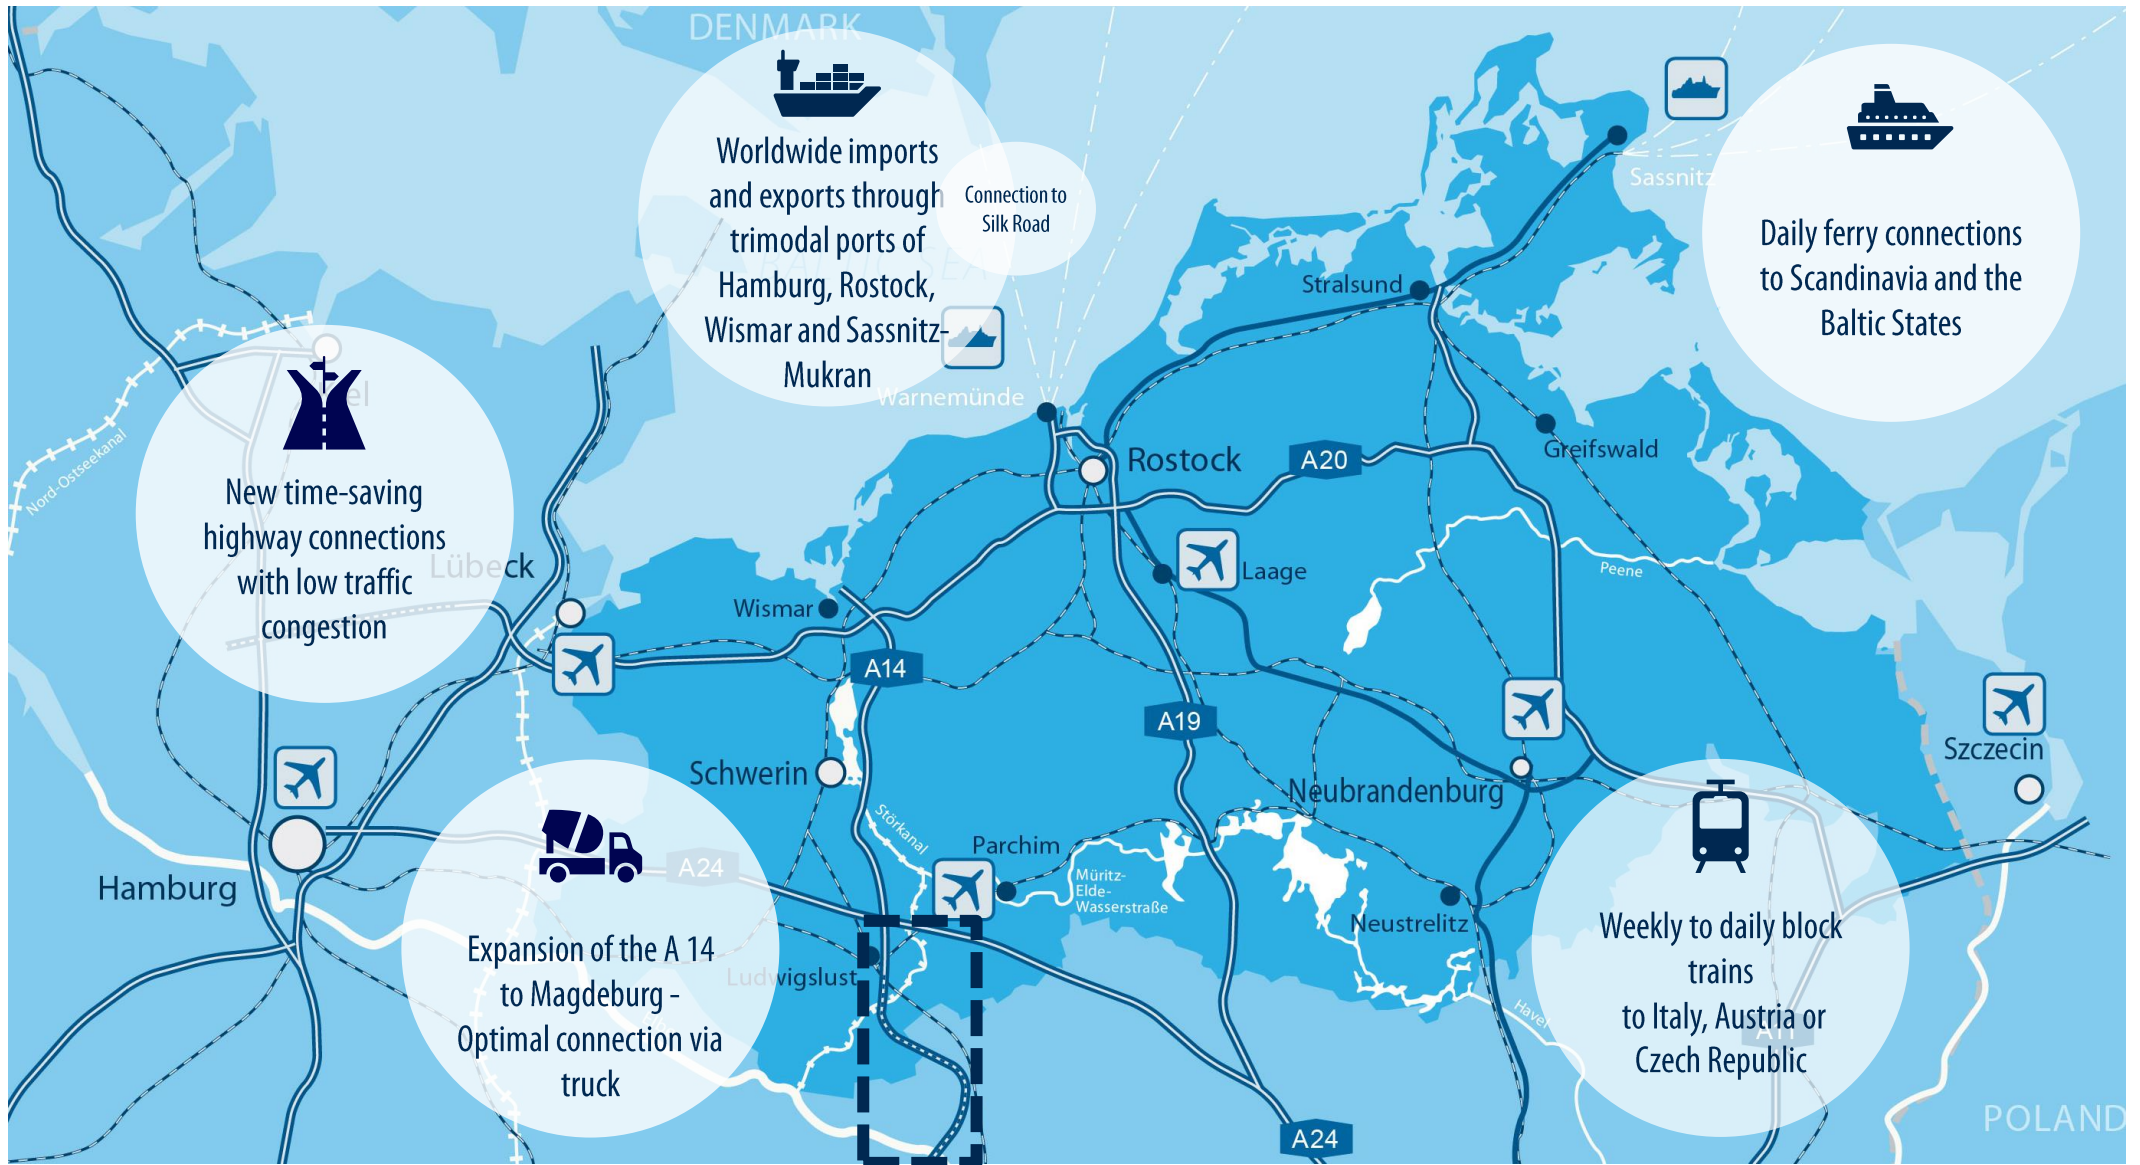 DENMARK
Worldwide imports
and exports through
trimodal ports of
Hamburg, Rostock,
Wismar and Sassnitz-
Mukran
Connection to
Silk Road
Sassnitz
Daily ferry connections
to Scandinavia and the
Baltic States
Stralsund
Warnemünde
Nord-Ostseekanal
New time-saving
highway connections
with low traffic
congestion
Lübeck
Rostock
A20
Greifswald
Laage
Peene
Wismar
A14
A19
Schwerin
Neubrandenburg
Szczecin
Störkanal
Parchim
Müritz-
Elde-
Wasserstraße
Hamburg
A24
Neustrelitz
Ludwigslust
Expansion of the A 14
to Magdeburg -
Optimal connection via
truck
Weekly to daily block
trains
to Italy, Austria or
Czech Republic
Havel
A11
A24
POLAND